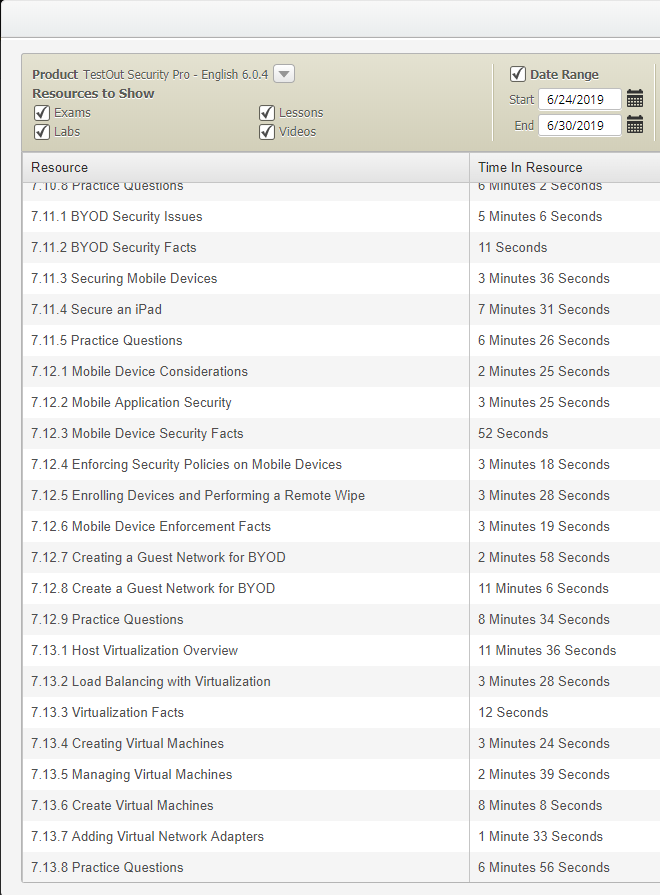 Product TestOut Security Pro - English 6.0.4
Resources to Show
Exams Lessons
Labs Videos
Date Range
Start 6/24/2019
End 6/30/2019
Resource Time In Resource
7.10.8 Practice Questions 6 Minutes 2 Seconds
7.11.1 BYOD Security Issues 5 Minutes 6 Seconds
7.11.2 BYOD Security Facts 11 Seconds
7.11.3 Securing Mobile Devices 3 Minutes 36 Seconds
7.11.4 Secure an iPad 7 Minutes 31 Seconds
7.11.5 Practice Questions 6 Minutes 26 Seconds
7.12.1 Mobile Device Considerations 2 Minutes 25 Seconds
7.12.2 Mobile Application Security 3 Minutes 25 Seconds
7.12.3 Mobile Device Security Facts 52 Seconds
7.12.4 Enforcing Security Policies on Mobile Devices 3 Minutes 18 Seconds
7.12.5 Enrolling Devices and Performing a Remote Wipe 3 Minutes 28 Seconds
7.12.6 Mobile Device Enforcement Facts 3 Minutes 19 Seconds
7.12.7 Creating a Guest Network for BYOD 2 Minutes 58 Seconds
7.12.8 Create a Guest Network for BYOD 11 Minutes 6 Seconds
7.12.9 Practice Questions 8 Minutes 34 Seconds
7.13.1 Host Virtualization Overview 11 Minutes 36 Seconds
7.13.2 Load Balancing with Virtualization 3 Minutes 28 Seconds
7.13.3 Virtualization Facts 12 Seconds
7.13.4 Creating Virtual Machines 3 Minutes 24 Seconds
7.13.5 Managing Virtual Machines 2 Minutes 39 Seconds
7.13.6 Create Virtual Machines 8 Minutes 8 Seconds
7.13.7 Adding Virtual Network Adapters 1 Minute 33 Seconds
7.13.8 Practice Questions 6 Minutes 56 Seconds